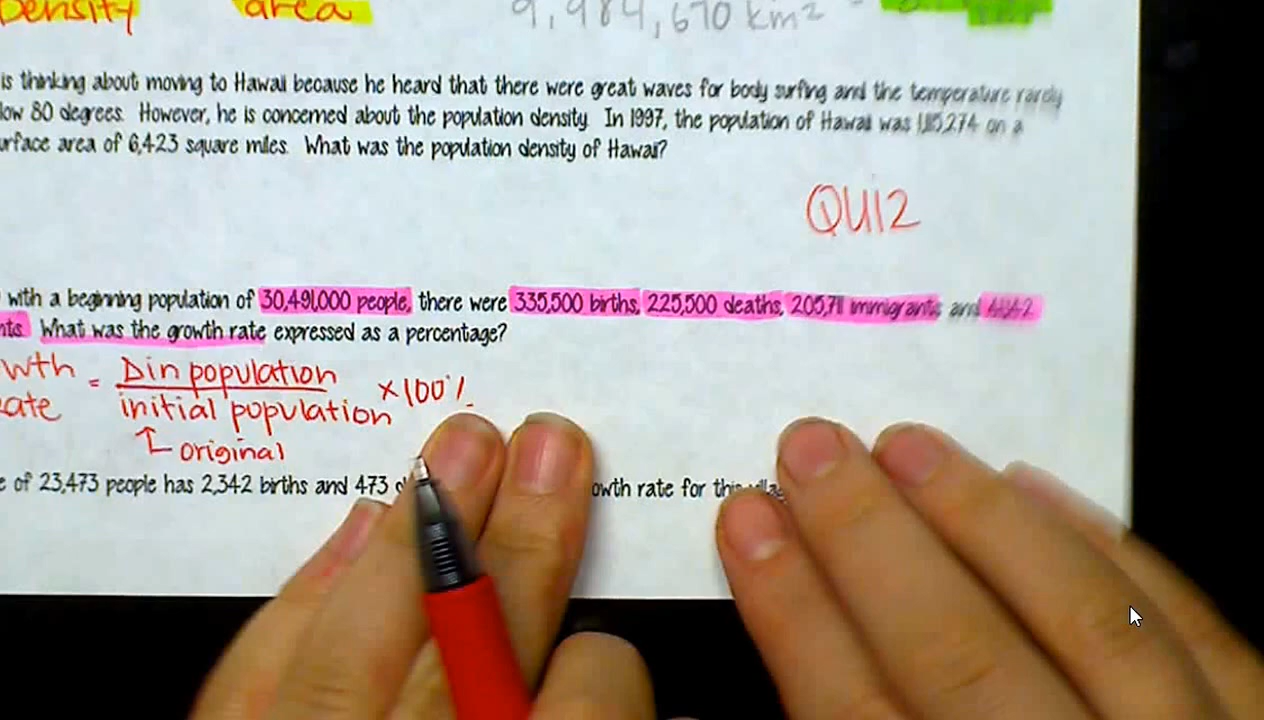 Density area 9,984,670 km²
is thinking about moving to Hawaii because he heard that there were great waves for body surfing and the temperature rarely
low 80 degrees. However, he is concerned about the population density. In 1997, the population of Hawaii was 1,115,274 on a
urface area of 6,423 square miles. What was the population density of Hawaii?
QUIZ
with a beginning population of 30,491,000 people, there were 335,500 births, 225,500 deaths, 205,711 immigrants and
nts. What was the growth rate expressed as a percentage?
wth = Δ in population × 100%
ate initial population
original
e of 23,473 people has 2,342 births and 473 owth rate for this